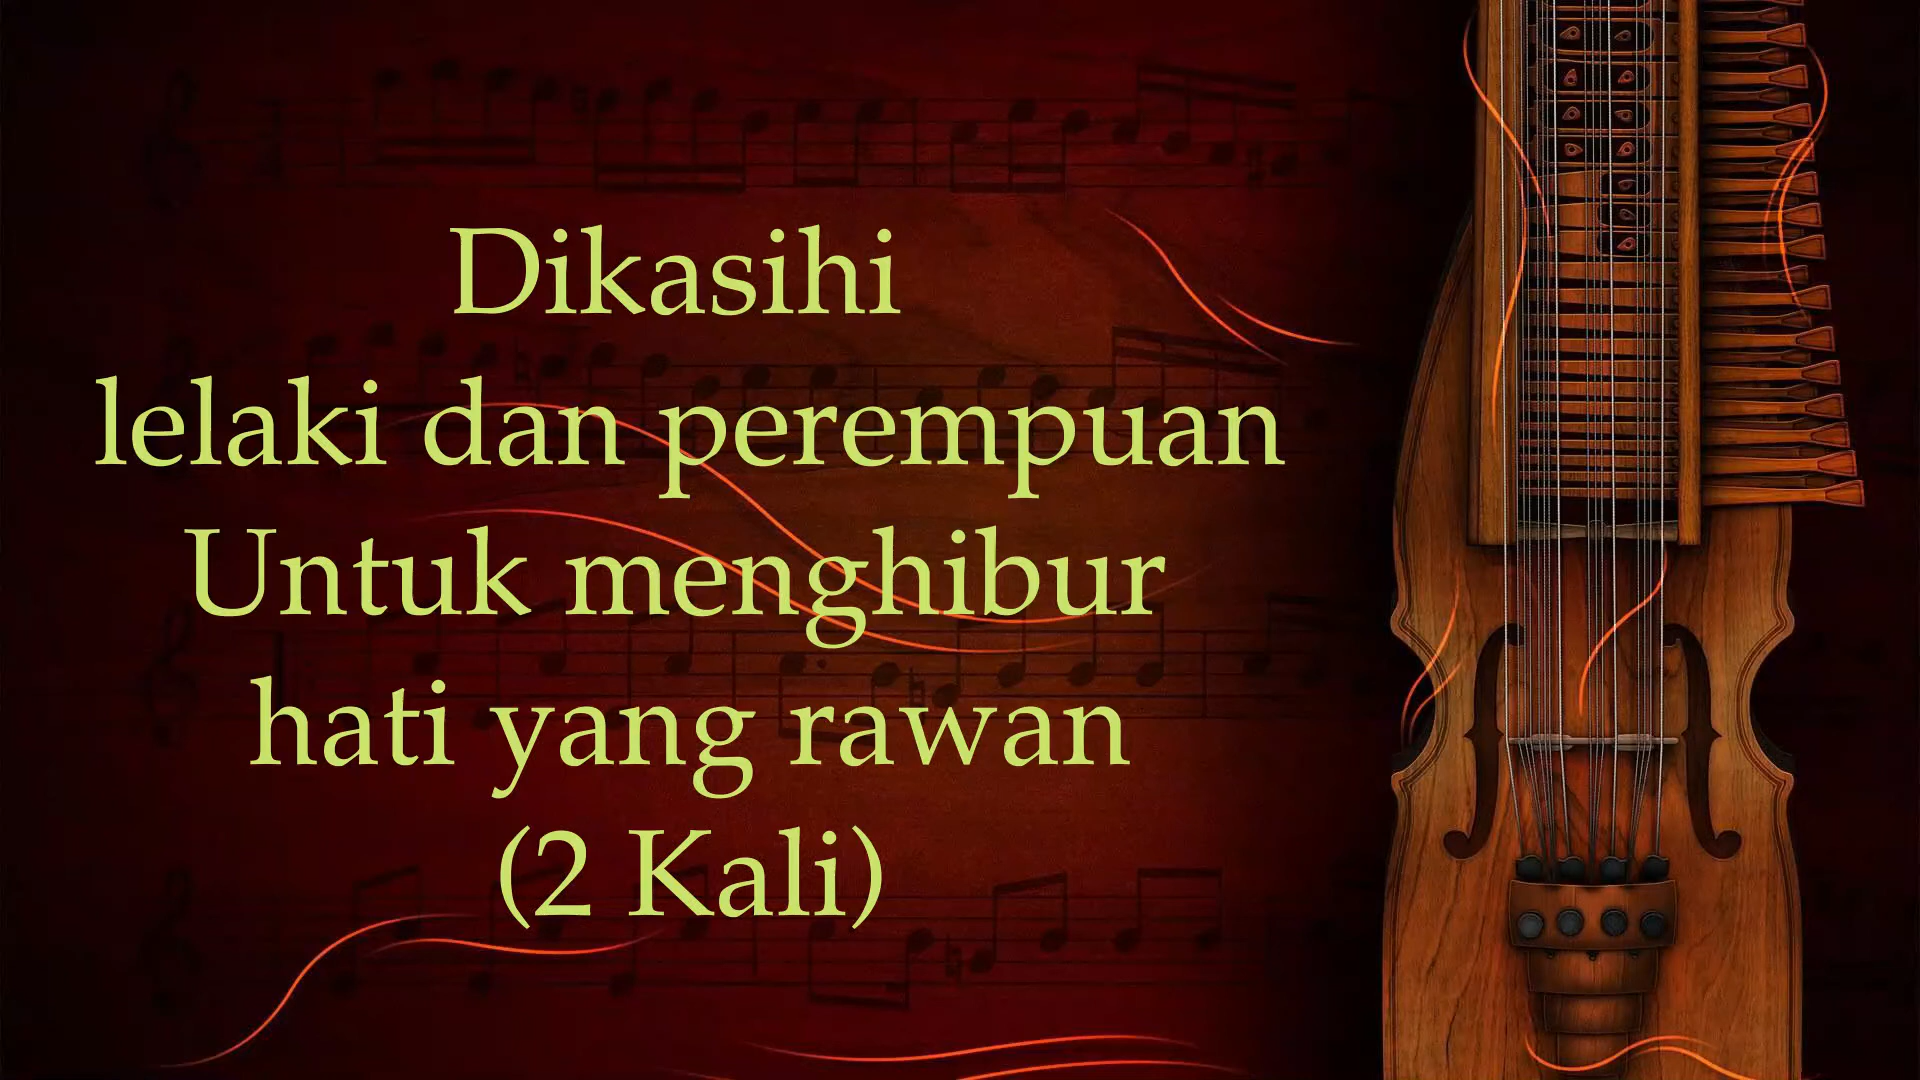 Dikasihi
lelaki dan perempuan
Untuk menghibur
hati yang rawan
(2 Kali)